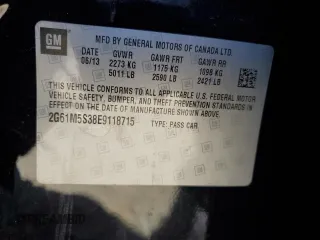 GM
MFD BY GENERAL MOTORS OF CANADA LTD.
DATE GVWR GAWR FRT GAWR RR
08/13 2273 KG 1175 KG 1098 KG
5011 LB 2590 LB 2421 LB
THIS VEHICLE CONFORMS TO ALL APPLICABLE U.S. FEDERAL MOTOR
VEHICLE SAFETY, BUMPER, AND THEFT PREVENTION STANDARDS IN
EFFECT ON THE DATE OF MANUFACTURE SHOWN ABOVE.
2G61M5S38E9118715 TYPE: PASS CAR